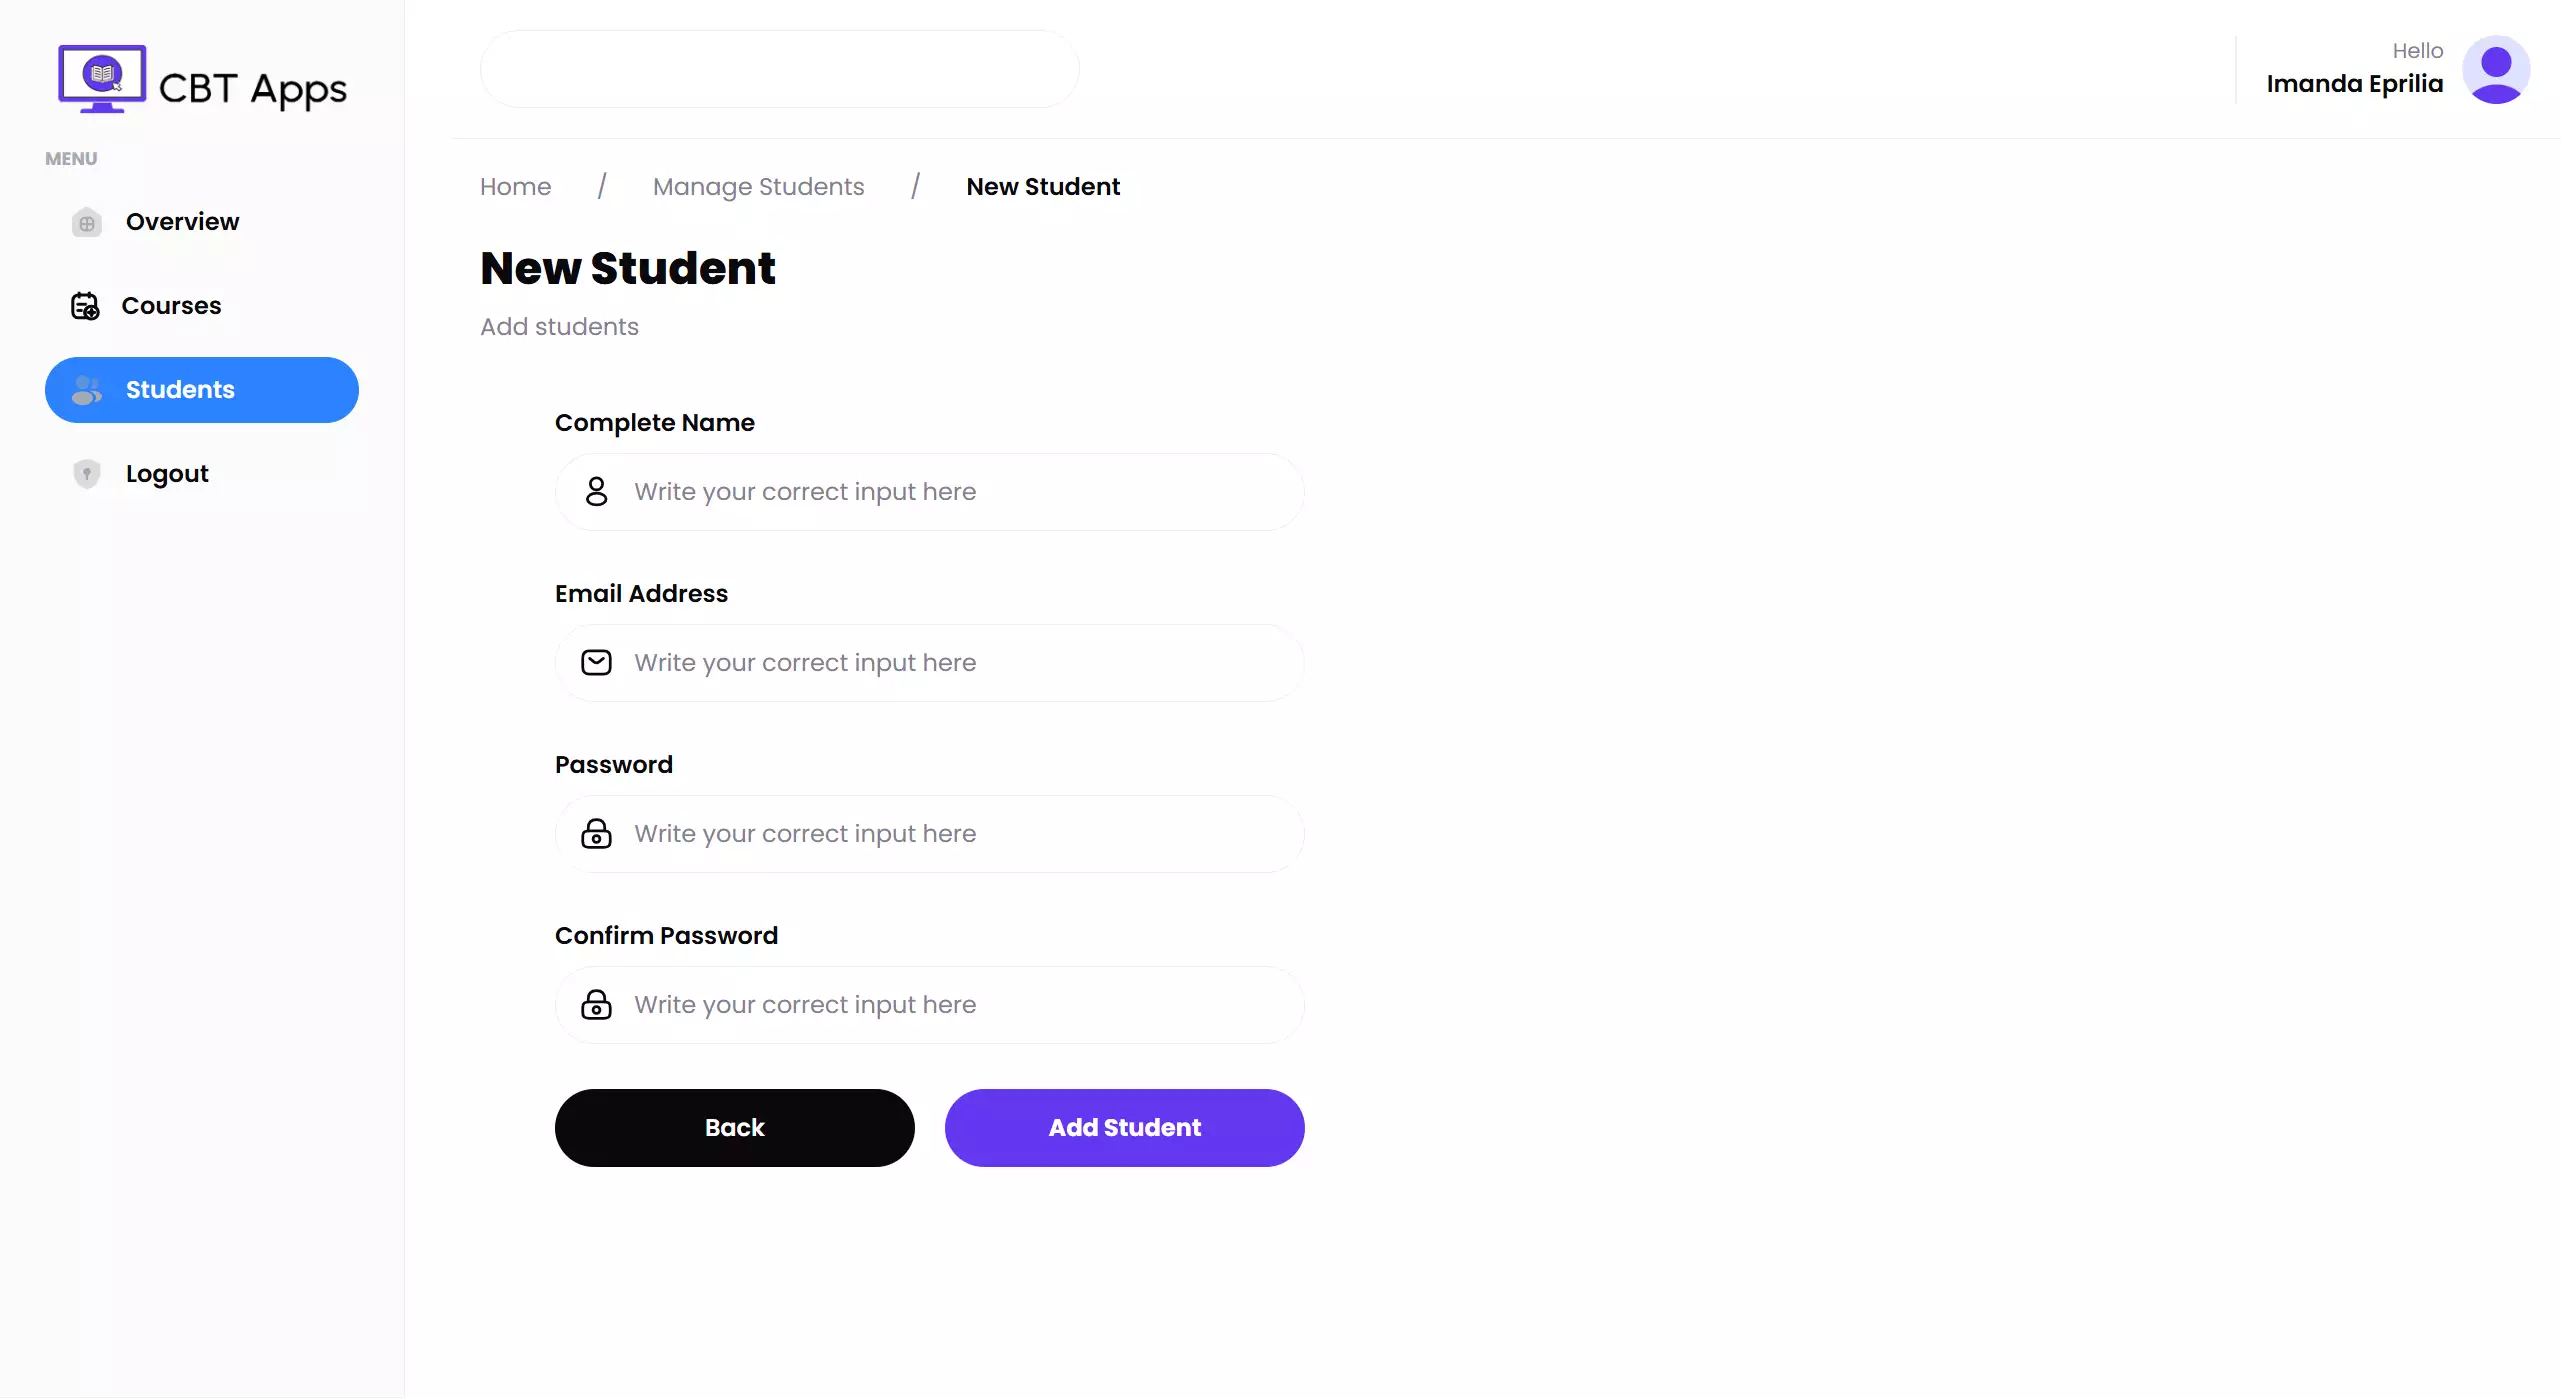 CBT Apps
MENU
Overview
Courses
Students
Logout
Hello
Imanda Eprilia
Home / Manage Students / New Student
New Student
Add students
Complete Name
Write your correct input here
Email Address
Write your correct input here
Password
Write your correct input here
Confirm Password
Write your correct input here
Back
Add Student